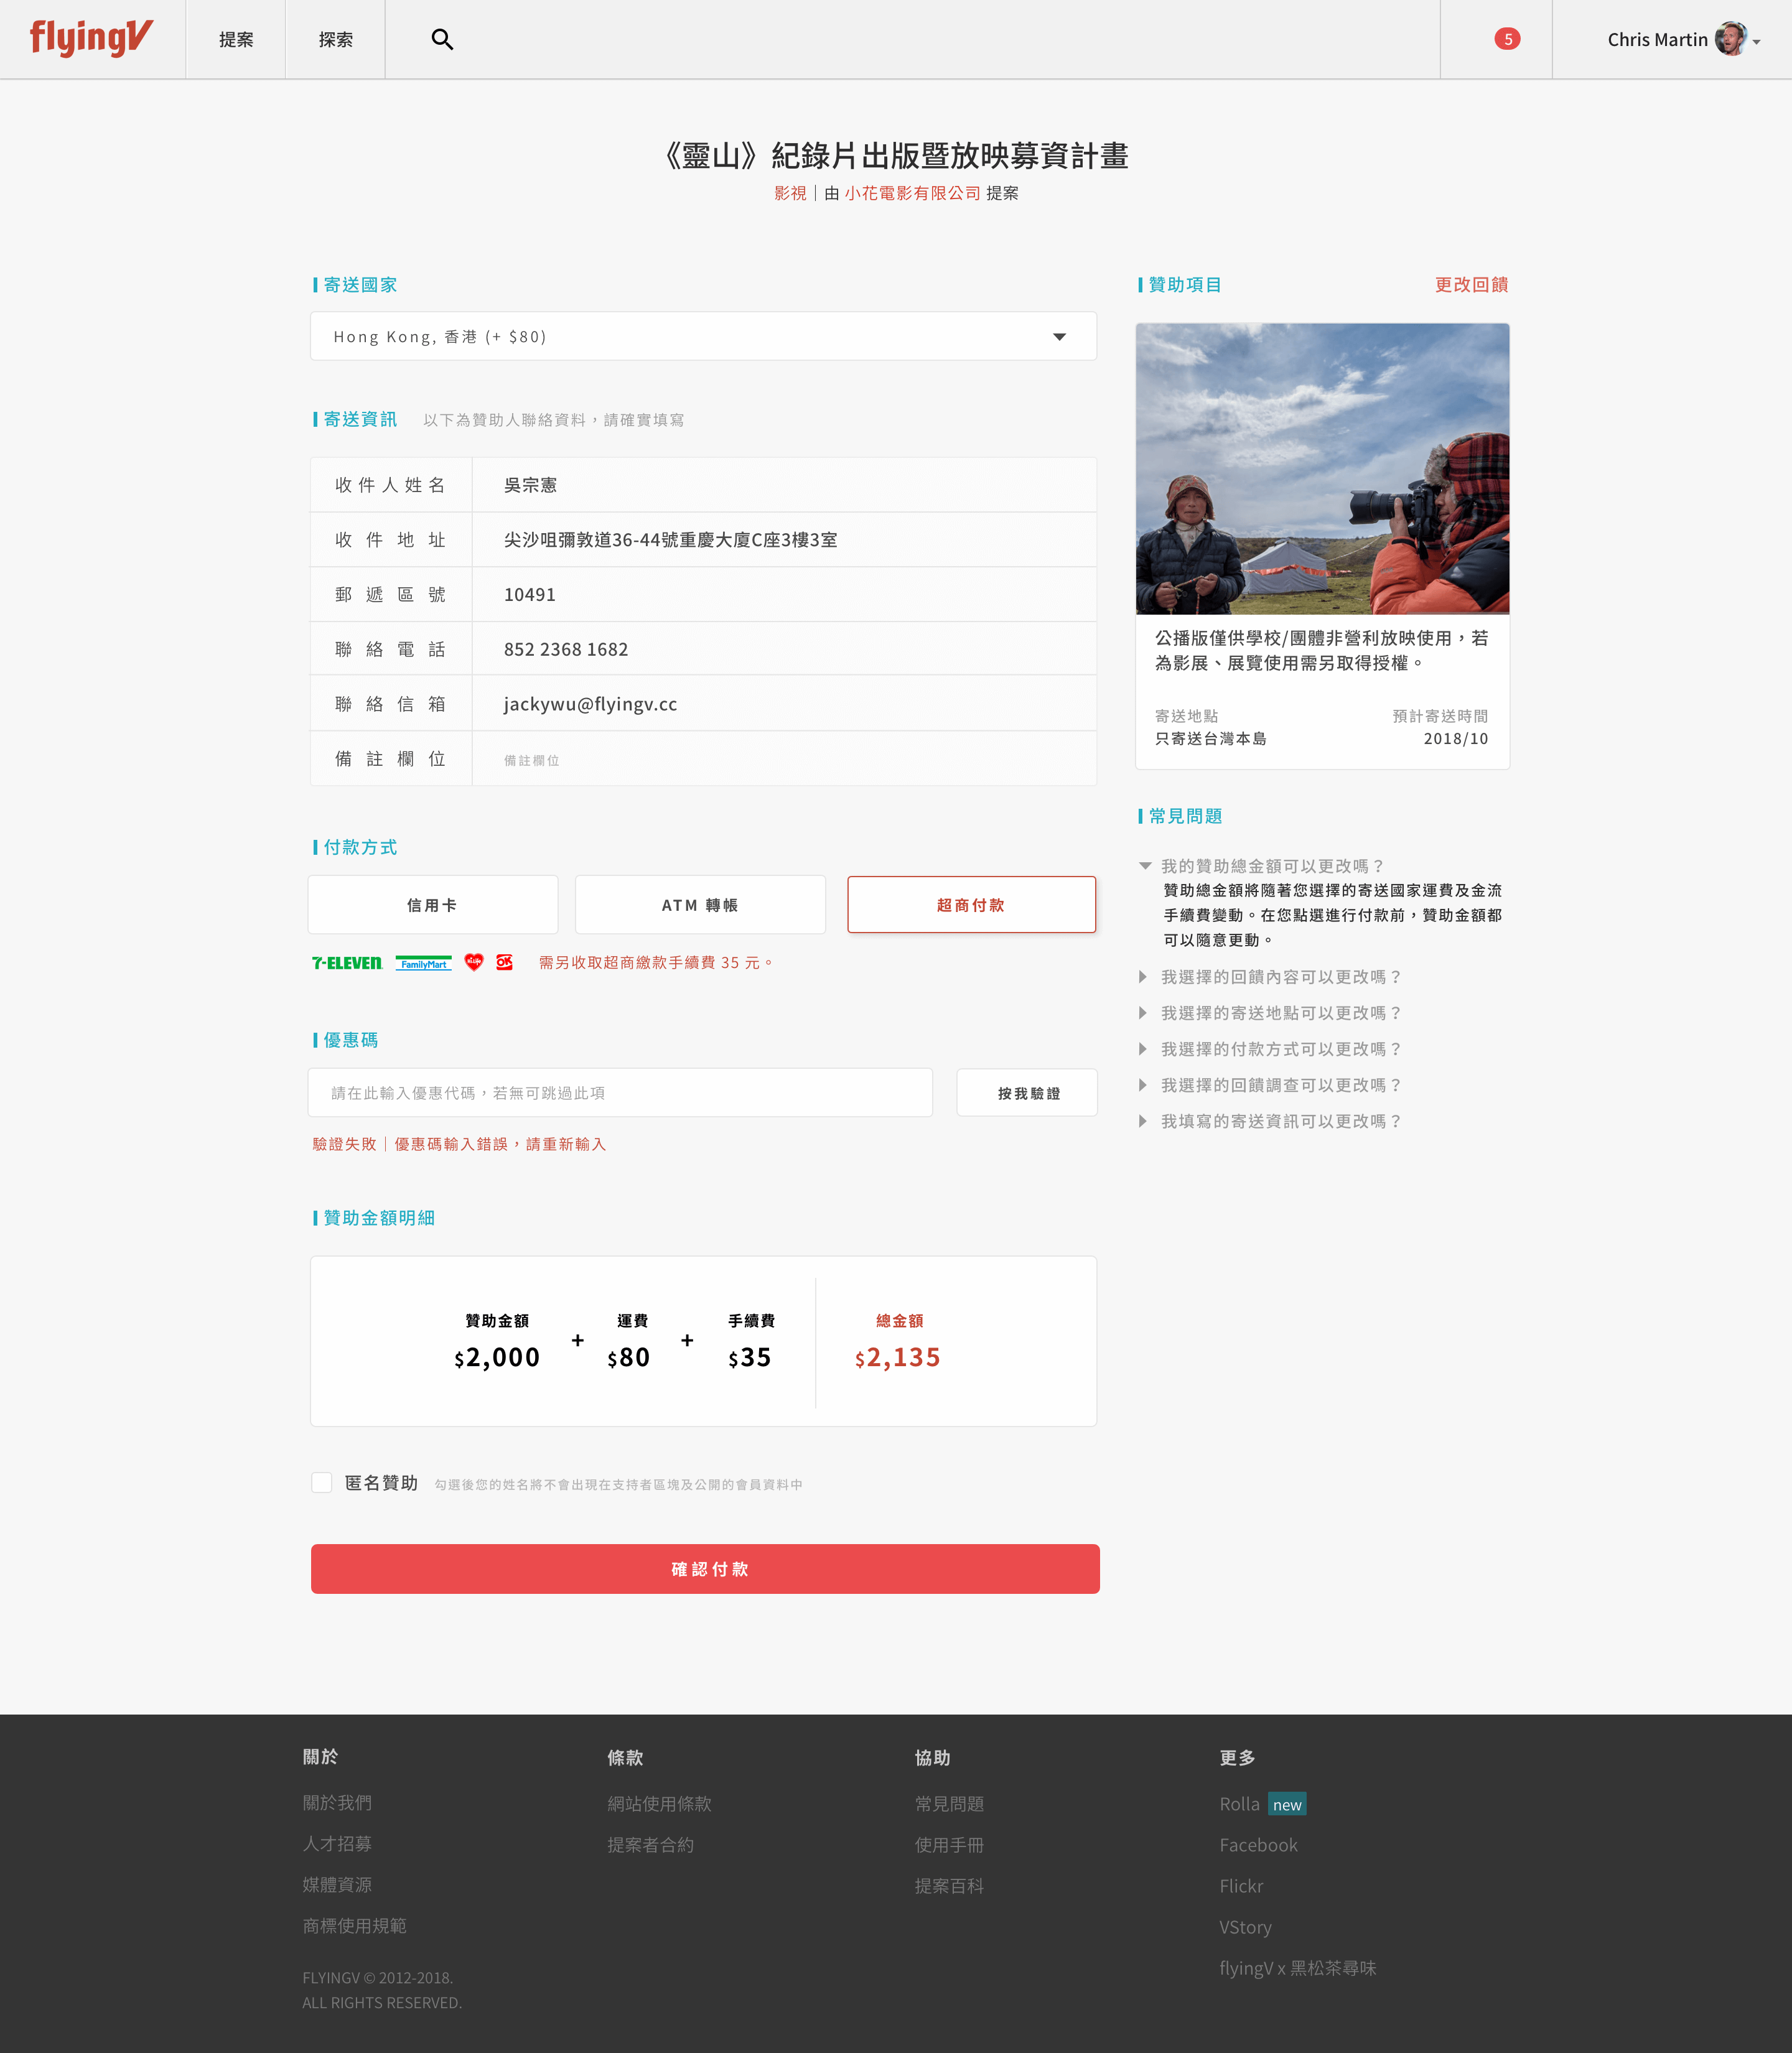 flyingV
提案
探索
5
Chris Martin
《靈山》紀錄片出版暨放映募資計畫
影視｜由 小花電影有限公司 提案
寄送國家
Hong Kong, 香港 (+ $80)
寄送資訊 以下為贊助人聯絡資料，請確實填寫
收件人姓名 吳宗憲
收件地址 尖沙咀彌敦道36-44號重慶大廈C座3樓3室
郵遞區號 10491
聯絡電話 852 2368 1682
聯絡信箱 jackywu@flyingv.cc
備註欄位 備註欄位
付款方式
信用卡
ATM 轉帳
超商付款
7-ELEVEN FamilyMart Hi-Life OK 需另收取超商繳款手續費 35 元。
優惠碼
請在此輸入優惠代碼，若無可跳過此項
按我驗證
驗證失敗｜優惠碼輸入錯誤，請重新輸入
贊助金額明細
贊助金額 運費 手續費 總金額
$2,000 + $80 + $35 $2,135
匿名贊助 勾選後您的姓名將不會出現在支持者區塊及公開的會員資料中
確認付款
贊助項目 更改回饋
公播版僅供學校/團體非營利放映使用，若
為影展、展覽使用需另取得授權。
寄送地點 預計寄送時間
只寄送台灣本島 2018/10
常見問題
我的贊助總金額可以更改嗎？
贊助總金額將隨著您選擇的寄送國家運費及金流
手續費變動。在您點選進行付款前，贊助金額都
可以隨意更動。
我選擇的回饋內容可以更改嗎？
我選擇的寄送地點可以更改嗎？
我選擇的付款方式可以更改嗎？
我選擇的回饋調查可以更改嗎？
我填寫的寄送資訊可以更改嗎？
關於
關於我們
人才招募
媒體資源
商標使用規範
FLYINGV © 2012-2018.
ALL RIGHTS RESERVED.
條款
網站使用條款
提案者合約
協助
常見問題
使用手冊
提案百科
更多
Rolla new
Facebook
Flickr
VStory
flyingV x 黑松茶尋味